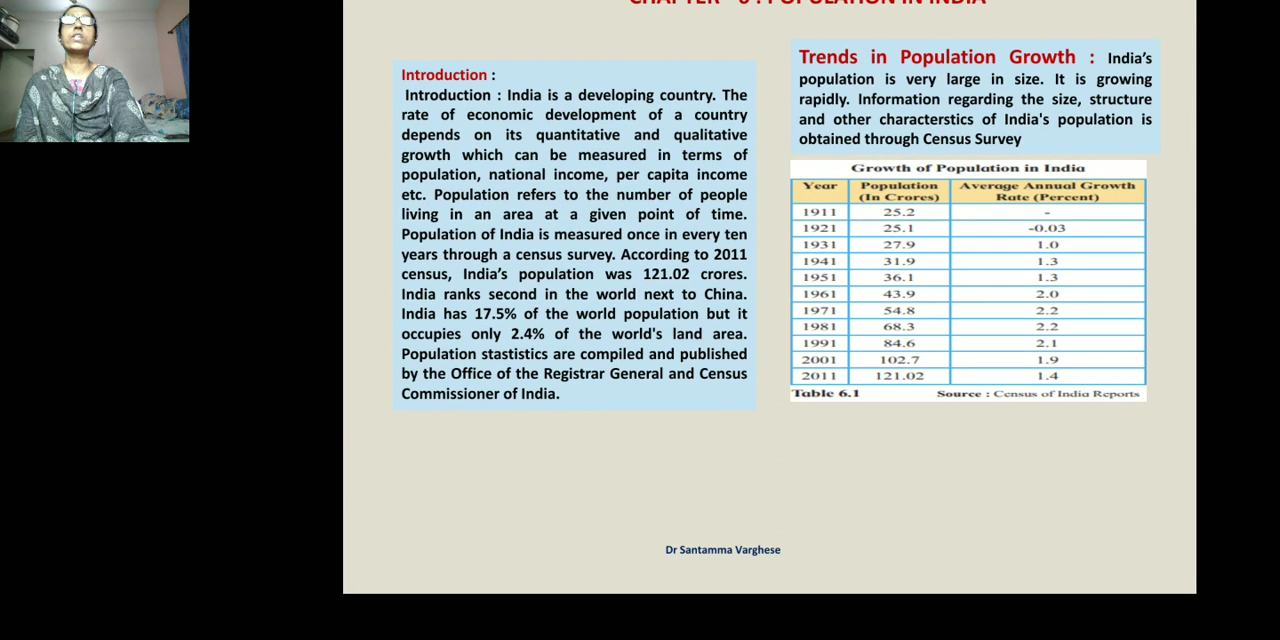 CHAPTER - 6 : POPULATION IN INDIA
Introduction :
Introduction : India is a developing country. The
rate of economic development of a country
depends on its quantitative and qualitative
growth which can be measured in terms of
population, national income, per capita income
etc. Population refers to the number of people
living in an area at a given point of time.
Population of India is measured once in every ten
years through a census survey. According to 2011
census, India’s population was 121.02 crores.
India ranks second in the world next to China.
India has 17.5% of the world population but it
occupies only 2.4% of the world's land area.
Population stastistics are compiled and published
by the Office of the Registrar General and Census
Commissioner of India.
Trends in Population Growth : India’s
population is very large in size. It is growing
rapidly. Information regarding the size, structure
and other characterstics of India's population is
obtained through Census Survey
Growth of Population in India
Year Population Average Annual Growth
(In Crores) Rate (Percent)
1911 25.2 -
1921 25.1 -0.03
1931 27.9 1.0
1941 31.9 1.3
1951 36.1 1.3
1961 43.9 2.0
1971 54.8 2.2
1981 68.3 2.2
1991 84.6 2.1
2001 102.7 1.9
2011 121.02 1.4
Table 6.1 Source : Census of India Reports
Dr Santamma Varghese